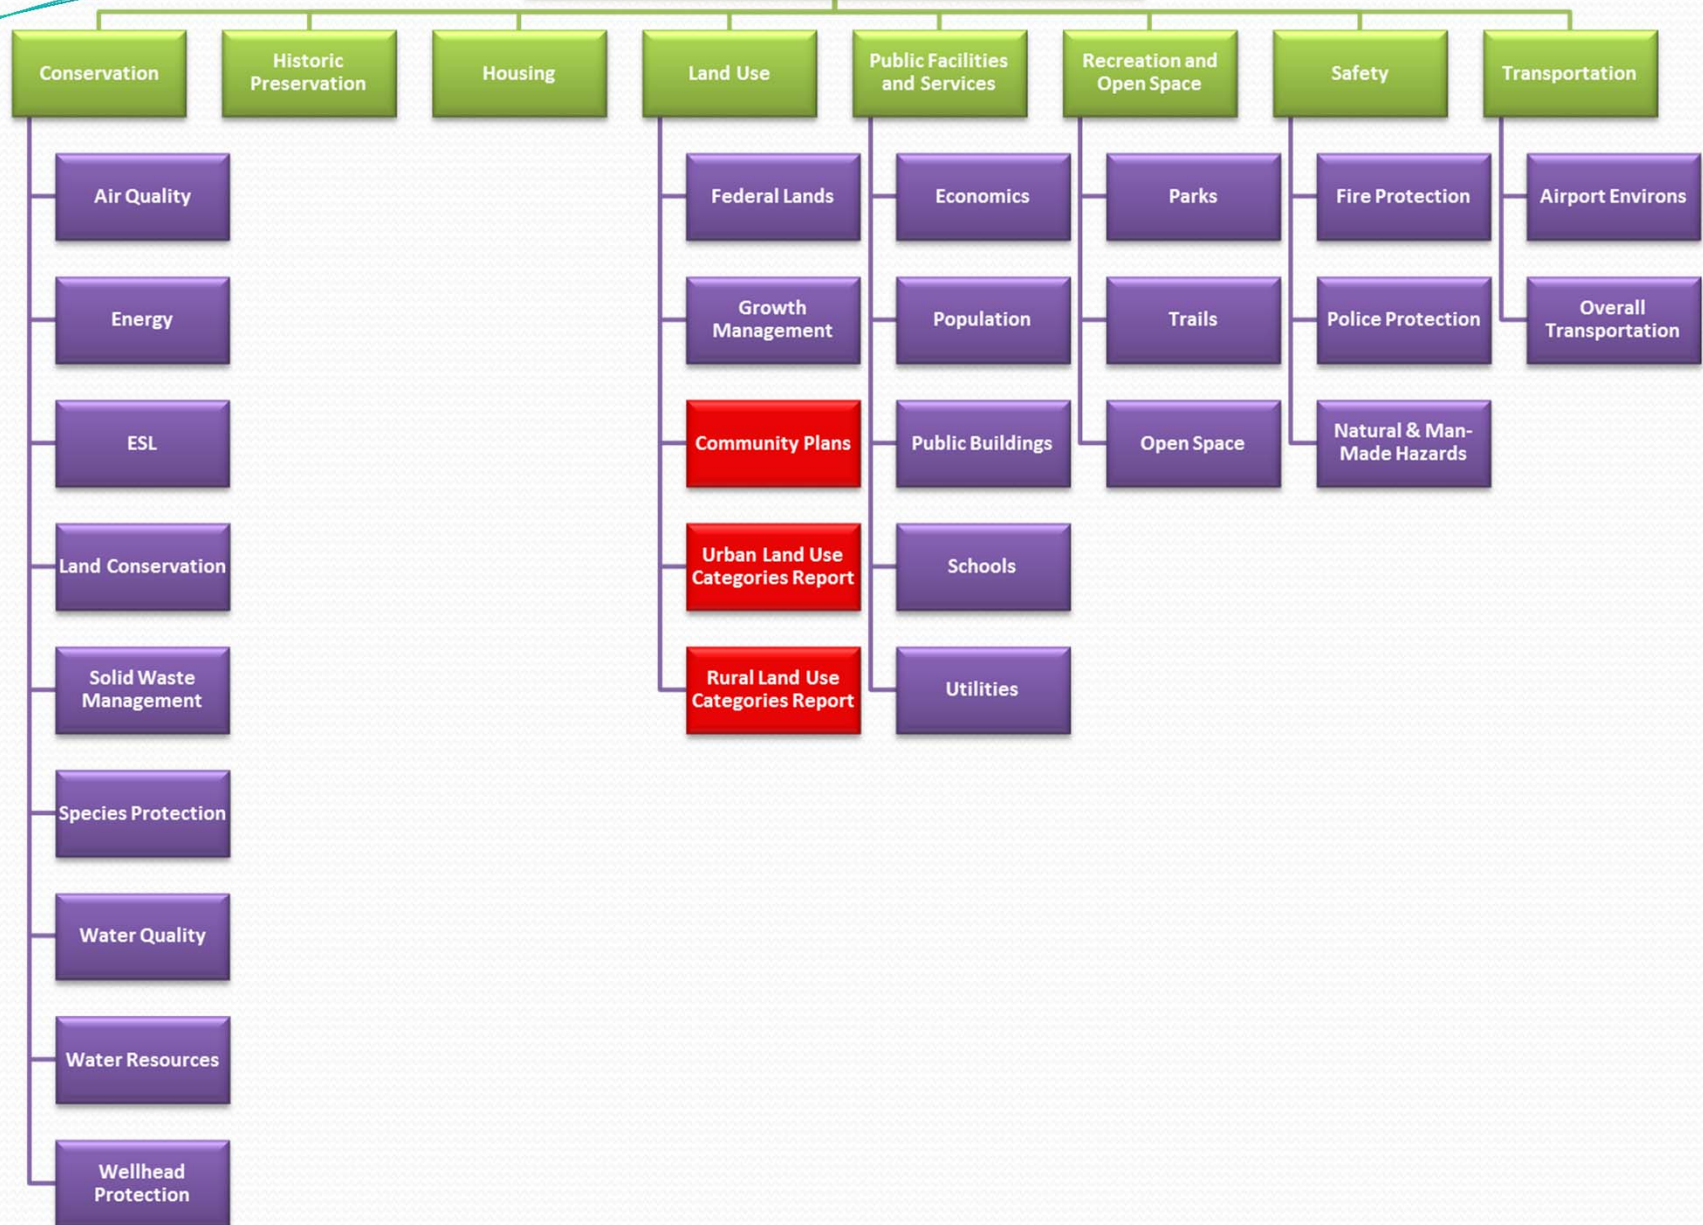 Conservation
Historic
Preservation
Housing
Land Use
Public Facilities
and Services
Recreation and
Open Space
Safety
Transportation
Air Quality
Energy
ESL
Land Conservation
Solid Waste
Management
Species Protection
Water Quality
Water Resources
Wellhead
Protection
Federal Lands
Growth
Management
Community Plans
Urban Land Use
Categories Report
Rural Land Use
Categories Report
Economics
Population
Public Buildings
Schools
Utilities
Parks
Trails
Open Space
Fire Protection
Police Protection
Natural & Man-
Made Hazards
Airport Environs
Overall
Transportation